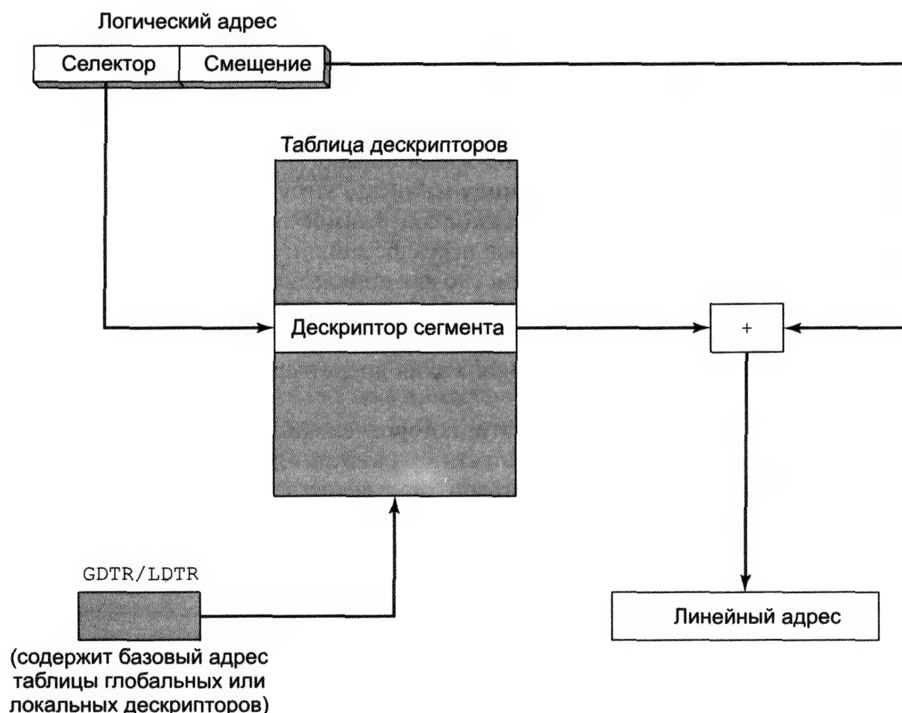 Логический адрес
Селектор
Смещение
Таблица дескрипторов
Дескриптор сегмента
+
GDTR/LDTR
(содержит базовый адрес
таблицы глобальных или
локальных дескрипторов)
Линейный адрес